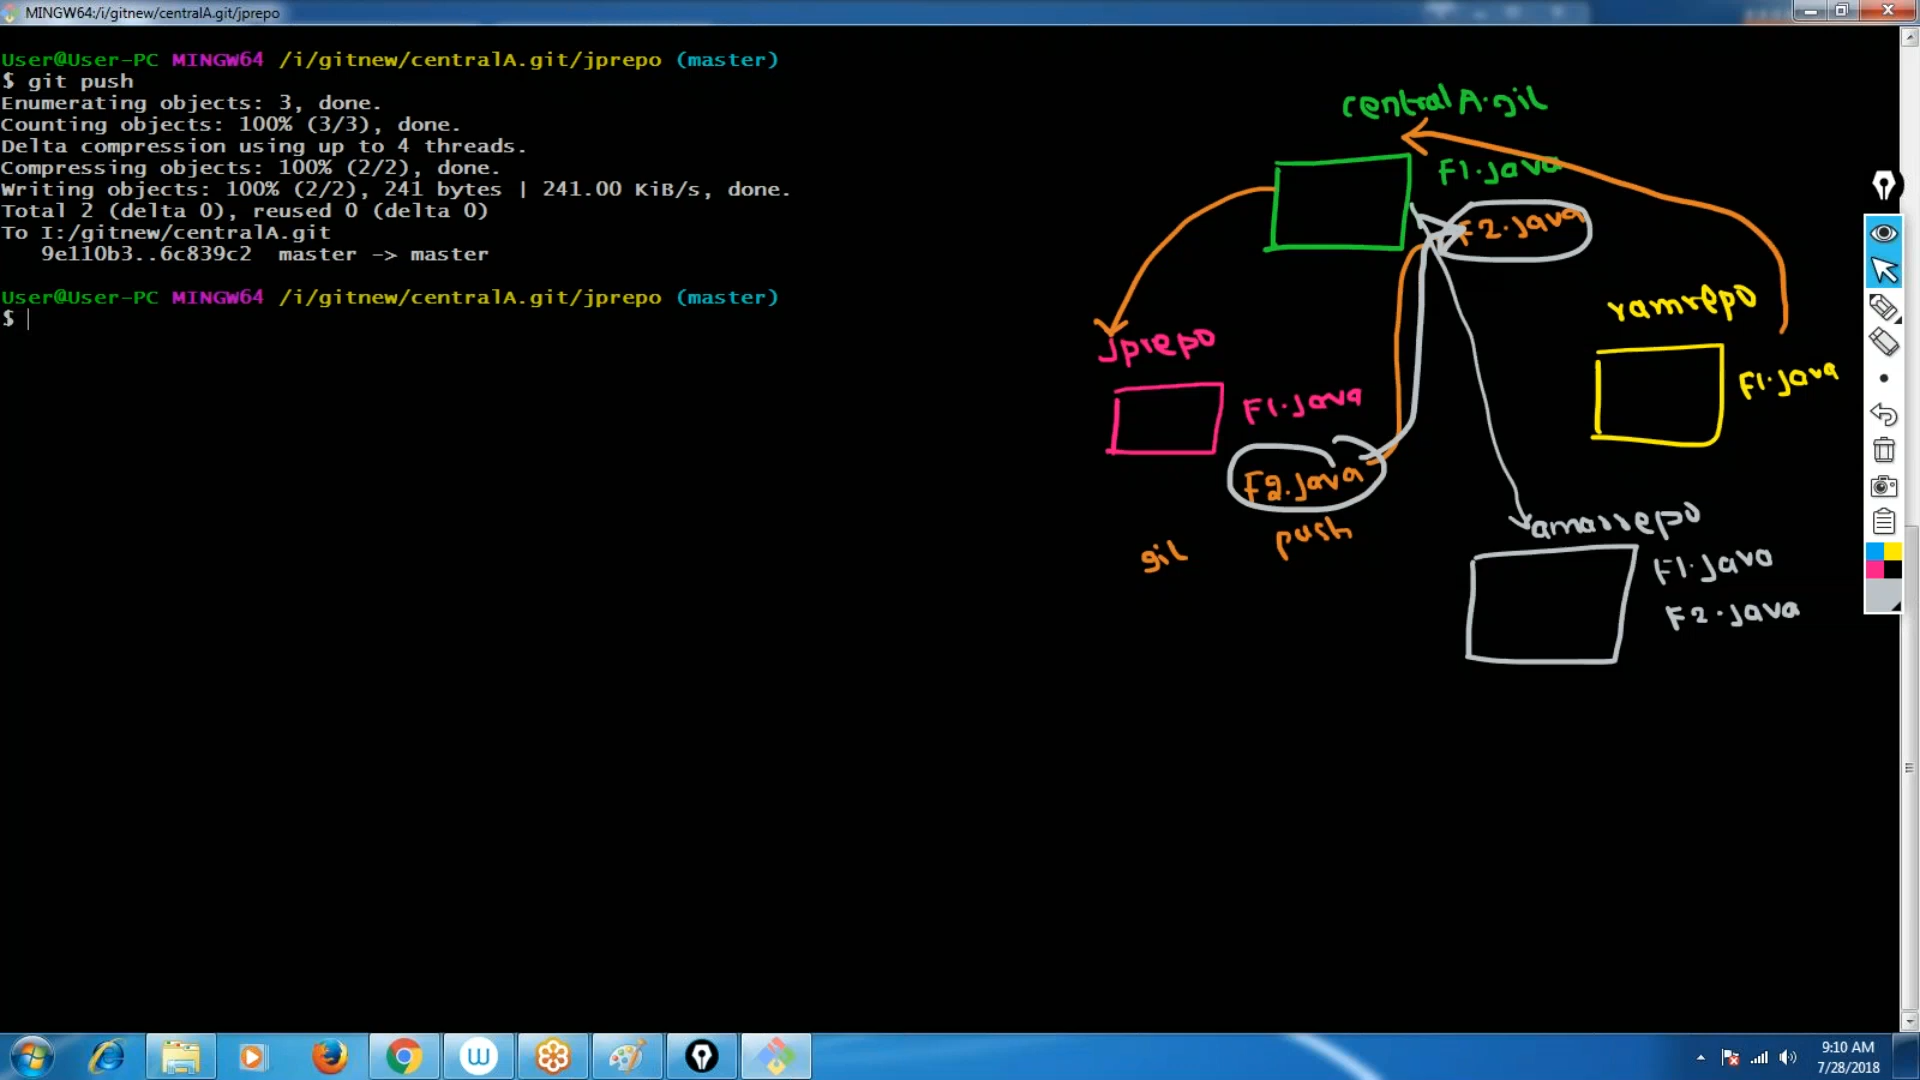 MINGW64:/i/gitnew/centralA.git/jprepo
User@User-PC MINGW64 /i/gitnew/centralA.git/jprepo (master)
$ git push
Enumerating objects: 3, done.
Counting objects: 100% (3/3), done.
Delta compression using up to 4 threads.
Compressing objects: 100% (2/2), done.
Writing objects: 100% (2/2), 241 bytes | 241.00 KiB/s, done.
Total 2 (delta 0), reused 0 (delta 0)
To I:/gitnew/centralA.git
9e110b3..6c839c2  master -> master
User@User-PC MINGW64 /i/gitnew/centralA.git/jprepo (master)
$
centralA.git
F1.java
F2.java
ramrepo
F1.java
jprepo
F1.java
F2.java
git push
amarrepo
F1.java
F2.java
9:10 AM
7/28/2018